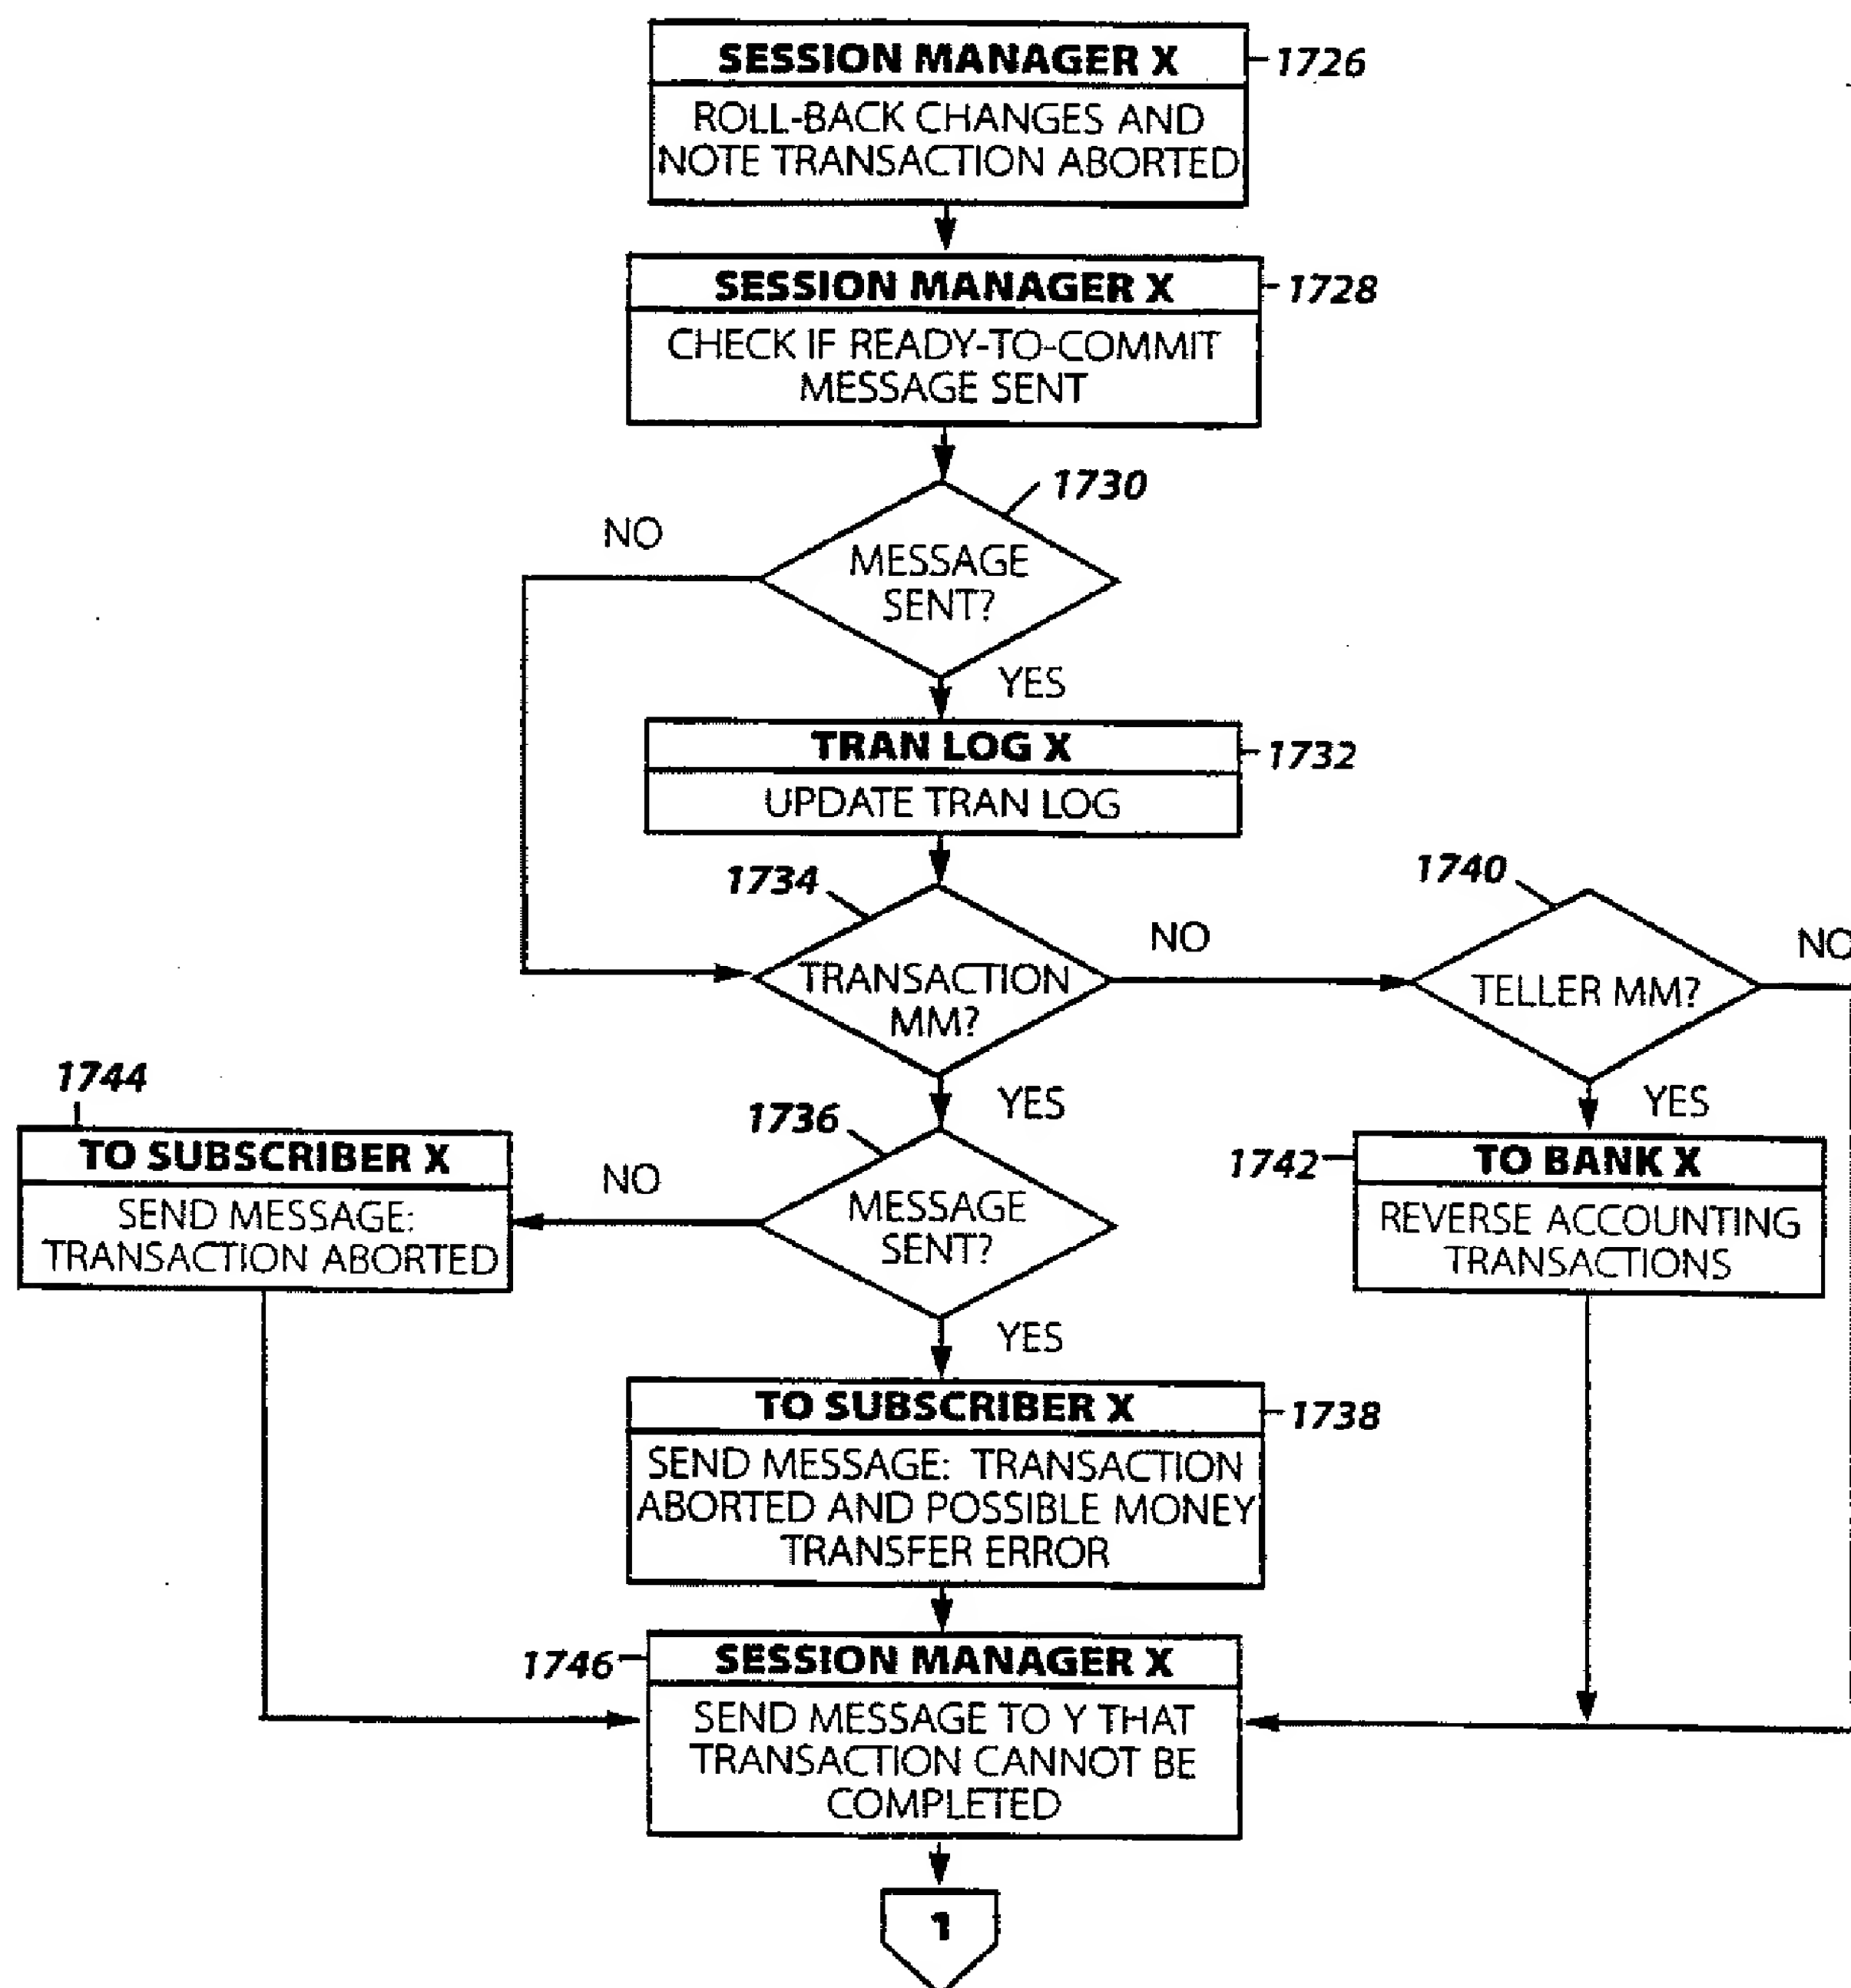 SESSION MANAGER X
1726
ROLL-BACK CHANGES AND
NOTE TRANSACTION ABORTED
SESSION MANAGER X
1728
CHECK IF READY-TO-COMMIT
MESSAGE SENT
1730
NO
MESSAGE
SENT?
YES
TRAN LOG X
1732
UPDATE TRAN LOG
1734
1740
NO
NO
TRANSACTION
MM?
TELLER MM?
1744
YES
YES
1736
TO SUBSCRIBER X
1742
TO BANK X
NO
SEND MESSAGE:
TRANSACTION ABORTED
MESSAGE
SENT?
REVERSE ACCOUNTING
TRANSACTIONS
YES
TO SUBSCRIBER X
1738
SEND MESSAGE: TRANSACTION
ABORTED AND POSSIBLE MONEY
TRANSFER ERROR
1746
SESSION MANAGER X
SEND MESSAGE TO Y THAT
TRANSACTION CANNOT BE
COMPLETED
1